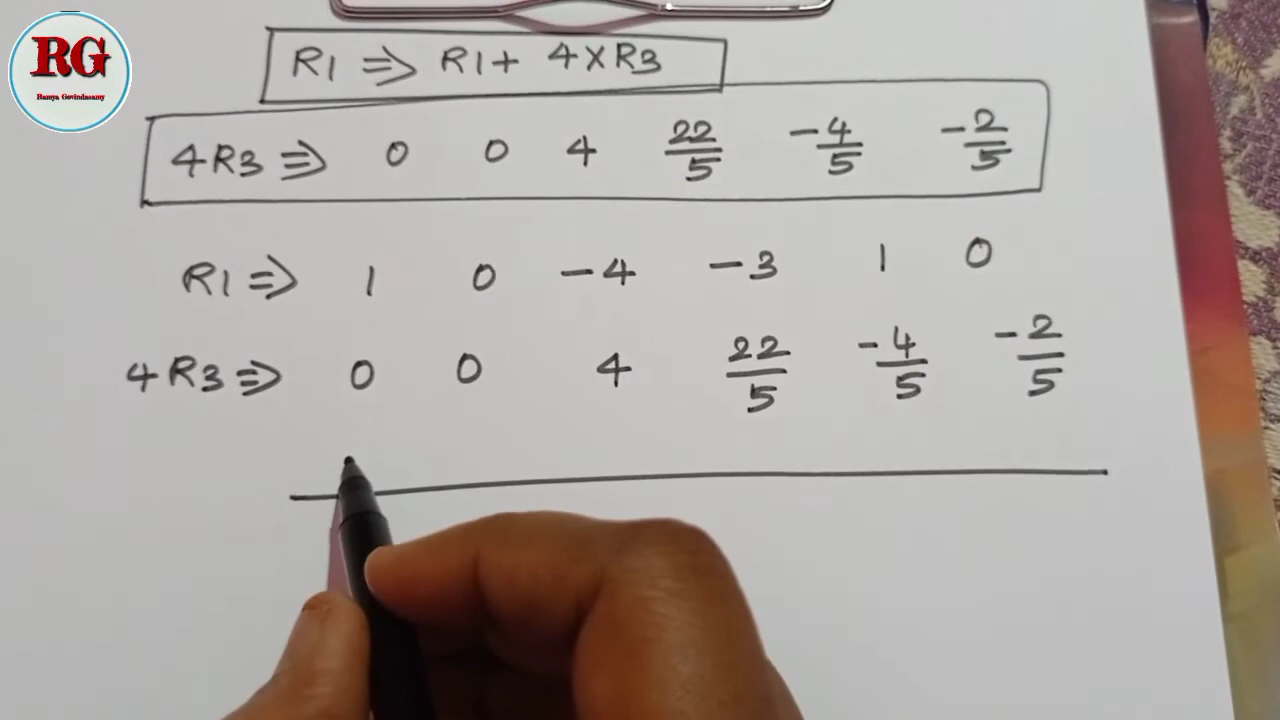 RG
Ramya Govindasamy
R1 ⇒ R1 + 4×R3
4R3 ⇒ 0 0 4 22/5 -4/5 -2/5
R1 ⇒ 1 0 -4 -3 1 0
4R3 ⇒ 0 0 4 22/5 -4/5 -2/5